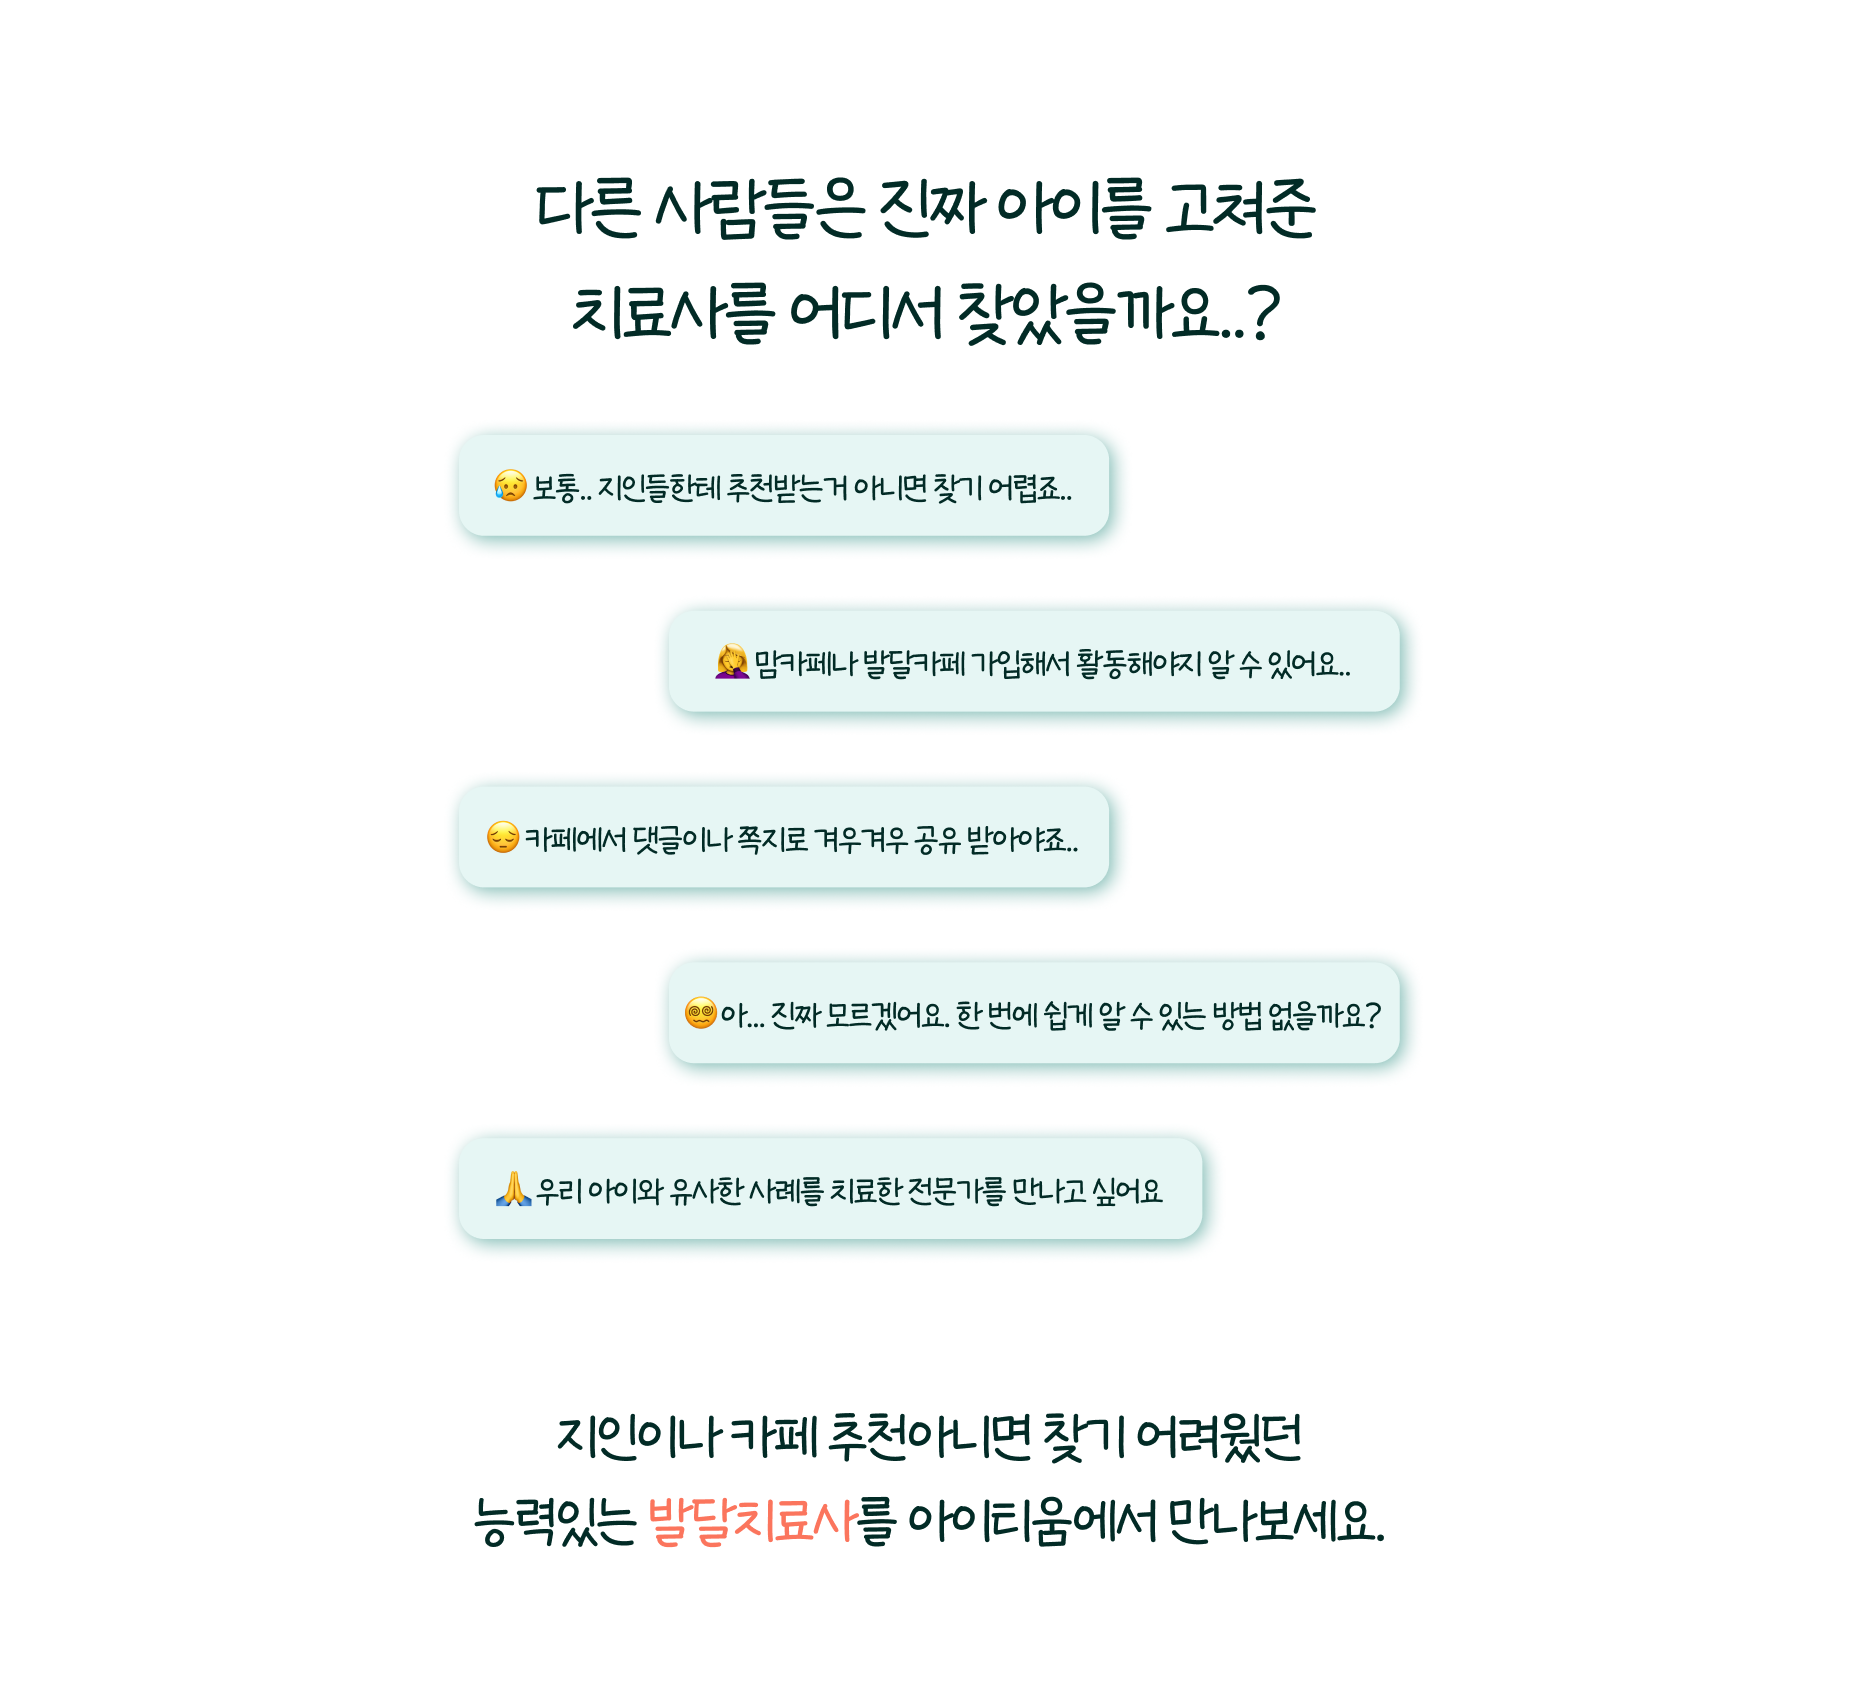 다른 사람들은 진짜 아이를 고쳐준
치료사를 어디서 찾았을까요..?
😥 보통.. 지인들한테 추천받는거 아니면 찾기 어렵죠..
🤦‍♀️ 맘카페나 발달카페 가입해서 활동해야지 알 수 있어요..
😔 카페에서 댓글이나 쪽지로 겨우겨우 공유 받아야죠..
😵‍💫 아... 진짜 모르겠어요. 한 번에 쉽게 알 수 있는 방법 없을까요?
🙏 우리 아이와 유사한 사례를 치료한 전문가를 만나고 싶어요
지인이나 카페 추천아니면 찾기 어려웠던
능력있는 발달치료사를 아이티움에서 만나보세요.